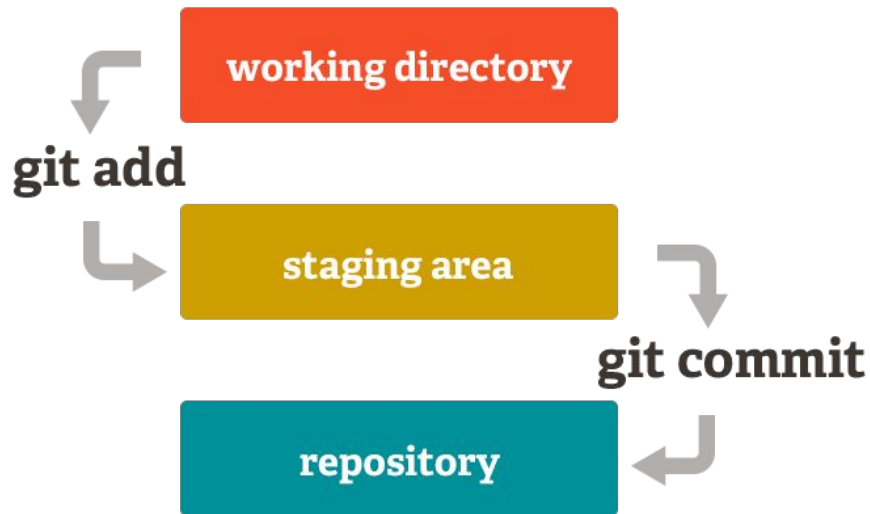 working directory
git add
staging area
git commit
repository